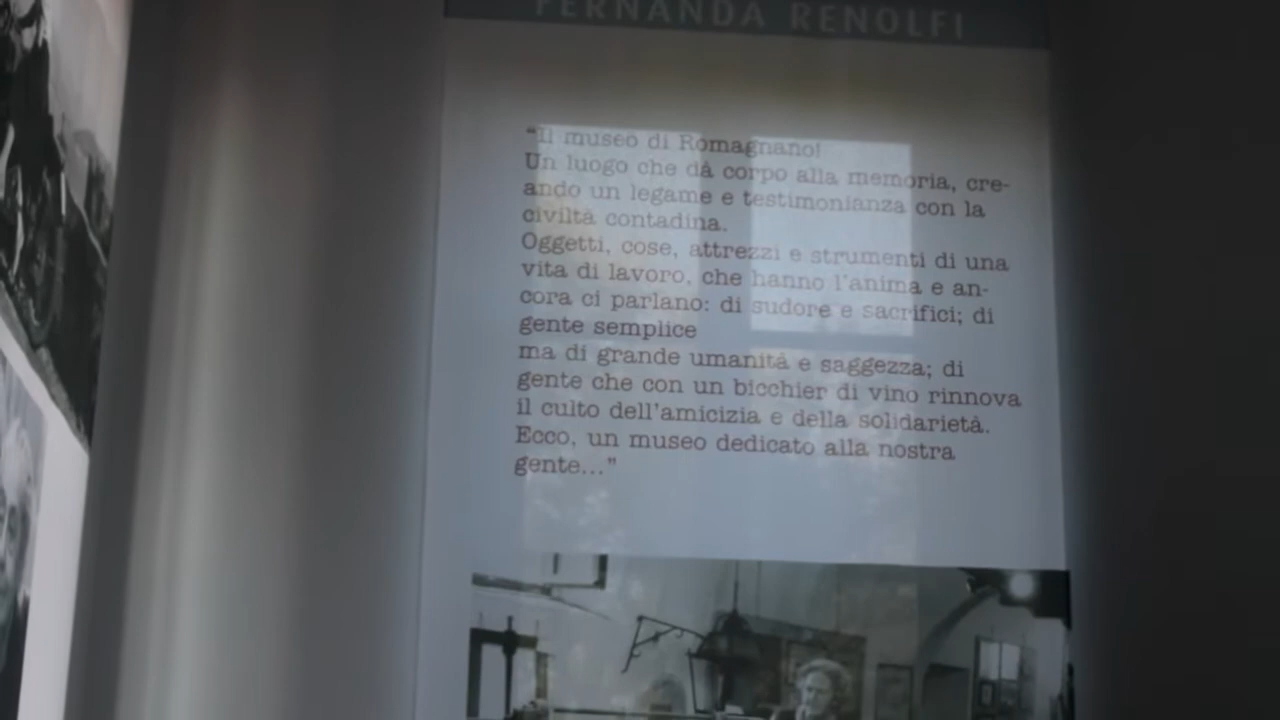 FERNANDA RENOLFI
“Il museo di Romagnano!
Un luogo che dà corpo alla memoria, cre-
ando un legame e testimonianza con la
civiltà contadina.
Oggetti, cose, attrezzi e strumenti di una
vita di lavoro, che hanno l'anima e an-
cora ci parlano: di sudore e sacrifici; di
gente semplice
ma di grande umanità e saggezza; di
gente che con un bicchier di vino rinnova
il culto dell'amicizia e della solidarietà.
Ecco, un museo dedicato alla nostra
gente...”